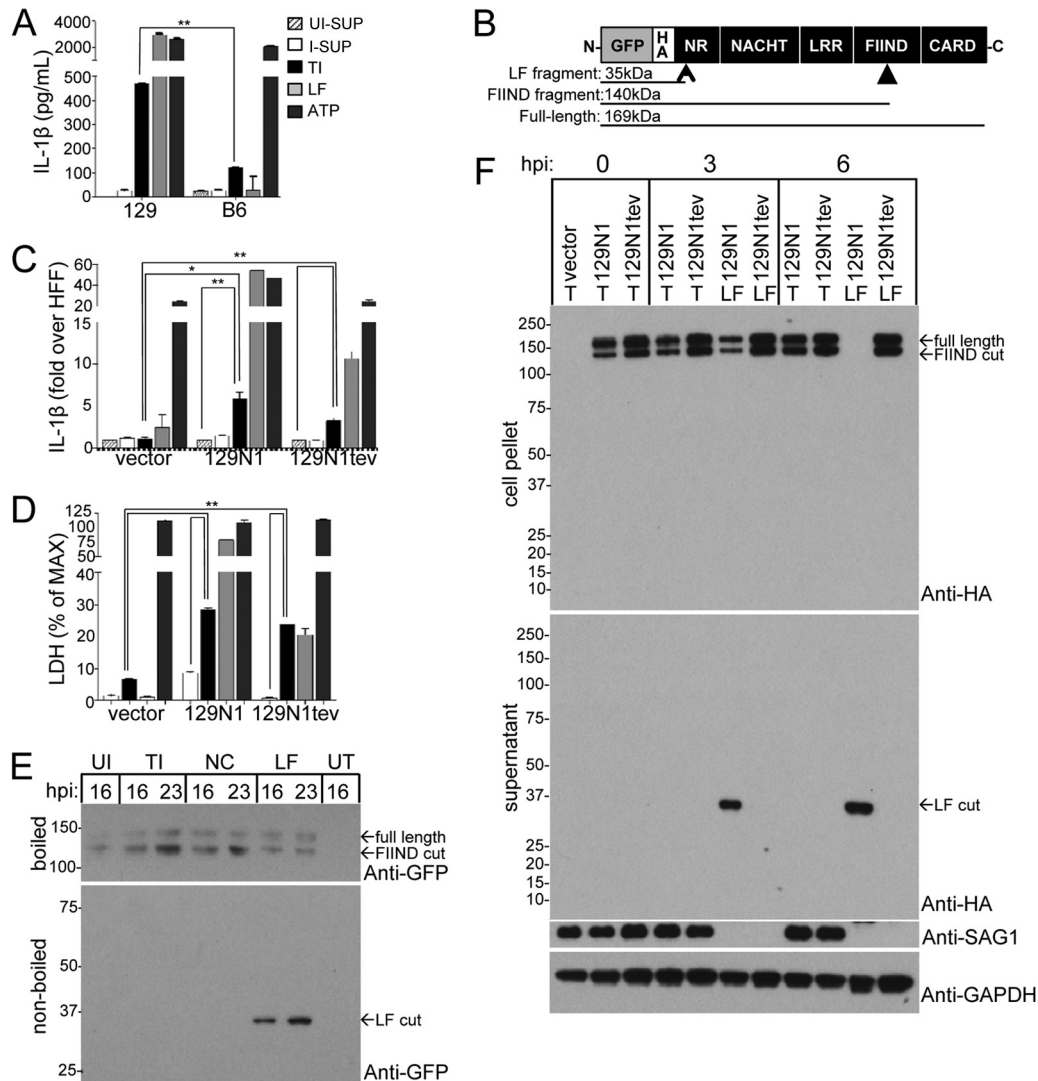 A
IL-1β (pg/mL)
4000
3000
2000
500
400
300
200
100
0
**
129
B6
UI-SUP
I-SUP
TI
LF
ATP
B
N-
GFP
HA
NR
NACHT
LRR
FIIND
CARD
-C
LF fragment: 35kDa
FIIND fragment: 140kDa
Full-length: 169kDa
C
IL-1β (fold over HFF)
60
40
20
15
10
5
0
**
*
**
vector
129N1
129N1tev
D
LDH (% of MAX)
125
100
75
50
40
30
20
10
0
**
vector
129N1
129N1tev
E
UI TI NC LF UT
hpi: 16 16 23 16 23 16 23 16
boiled
150-
100-
←full length
←FIIND cut
Anti-GFP
non-boiled
75-
50-
37-
25-
←LF cut
Anti-GFP
F
hpi: 0 3 6
T+vector
T+129N1
T+129N1tev
T+129N1
T+129N1tev
LF+129N1
LF+129N1tev
T+129N1
T+129N1tev
LF+129N1
LF+129N1tev
cell pellet
250-
150-
100-
75-
50-
37-
25-
20-
15-
10-
←full length
←FIIND cut
Anti-HA
supernatant
250-
150-
100-
75-
50-
37-
25-
20-
15-
10-
←LF cut
Anti-HA
Anti-SAG1
Anti-GAPDH